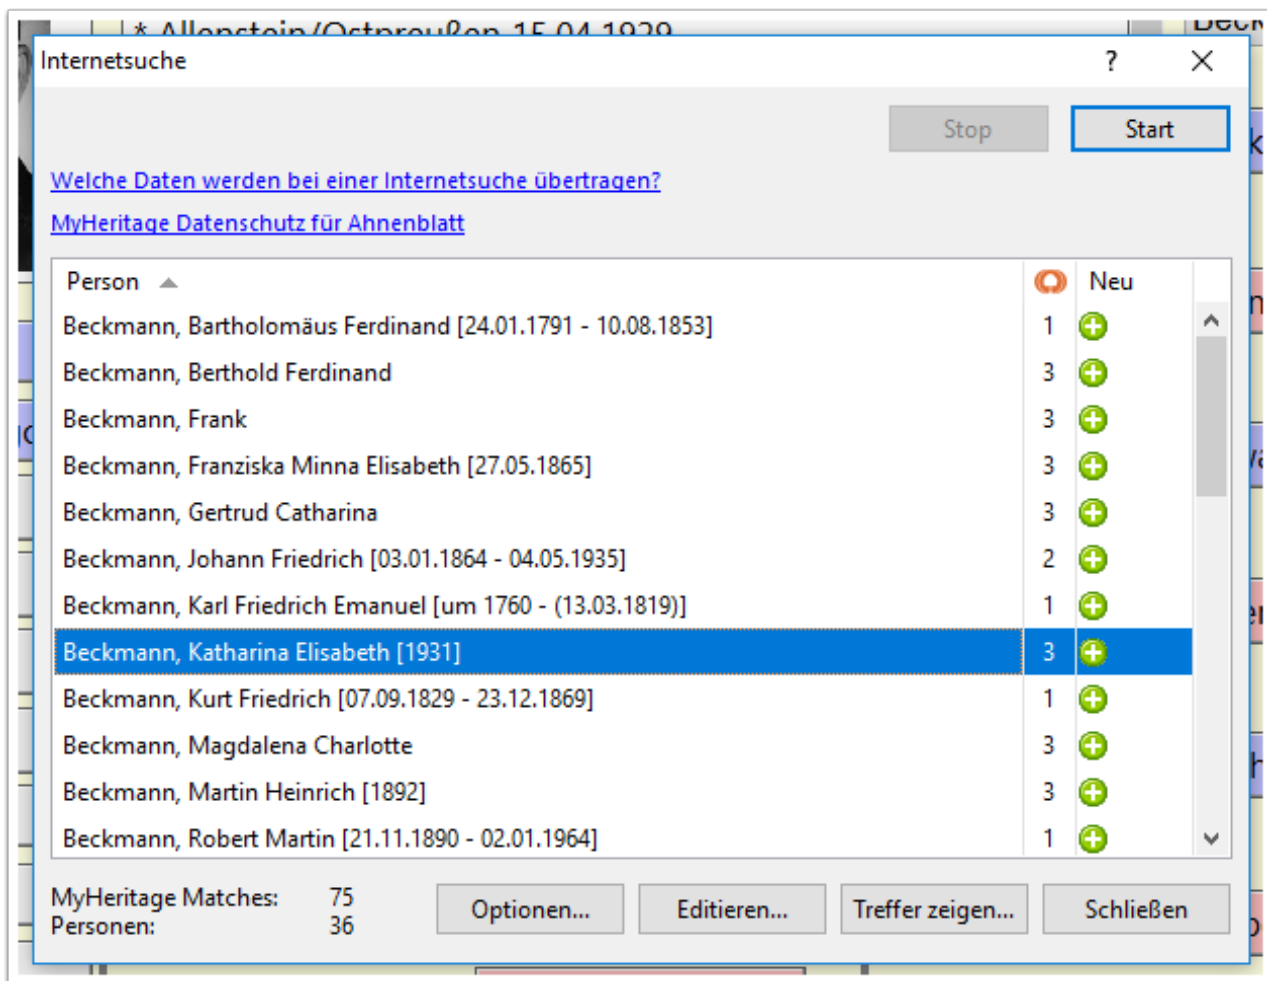 * Allenstein/Ostpreußen 15.04.1929
Internetsuche
?
Stop
Start
Welche Daten werden bei einer Internetsuche übertragen?
MyHeritage Datenschutz für Ahnenblatt
Person Neu
Beckmann, Bartholomäus Ferdinand [24.01.1791 - 10.08.1853] 1
Beckmann, Berthold Ferdinand 3
Beckmann, Frank 3
Beckmann, Franziska Minna Elisabeth [27.05.1865] 3
Beckmann, Gertrud Catharina 3
Beckmann, Johann Friedrich [03.01.1864 - 04.05.1935] 2
Beckmann, Karl Friedrich Emanuel [um 1760 - (13.03.1819)] 1
Beckmann, Katharina Elisabeth [1931] 3
Beckmann, Kurt Friedrich [07.09.1829 - 23.12.1869] 1
Beckmann, Magdalena Charlotte 3
Beckmann, Martin Heinrich [1892] 3
Beckmann, Robert Martin [21.11.1890 - 02.01.1964] 1
MyHeritage Matches: 75
Personen: 36
Optionen...
Editieren...
Treffer zeigen...
Schließen